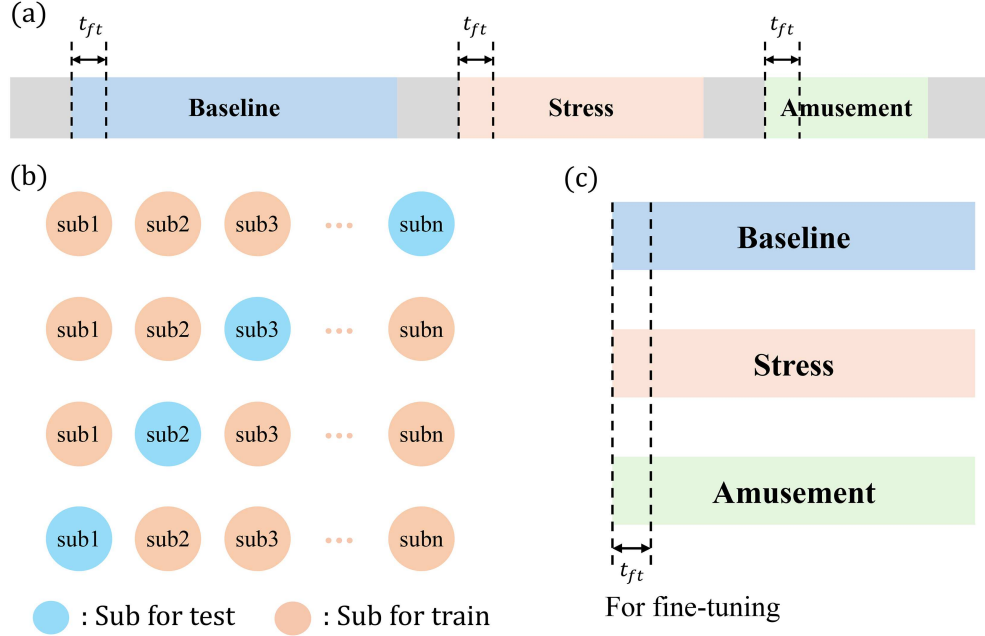 (a)
t_ft t_ft t_ft
Baseline Stress Amusement
(b)
sub1 sub2 sub3 ... subn
sub1 sub2 sub3 ... subn
sub1 sub2 sub3 ... subn
sub1 sub2 sub3 ... subn
: Sub for test : Sub for train
(c)
Baseline
Stress
Amusement
t_ft
For fine-tuning